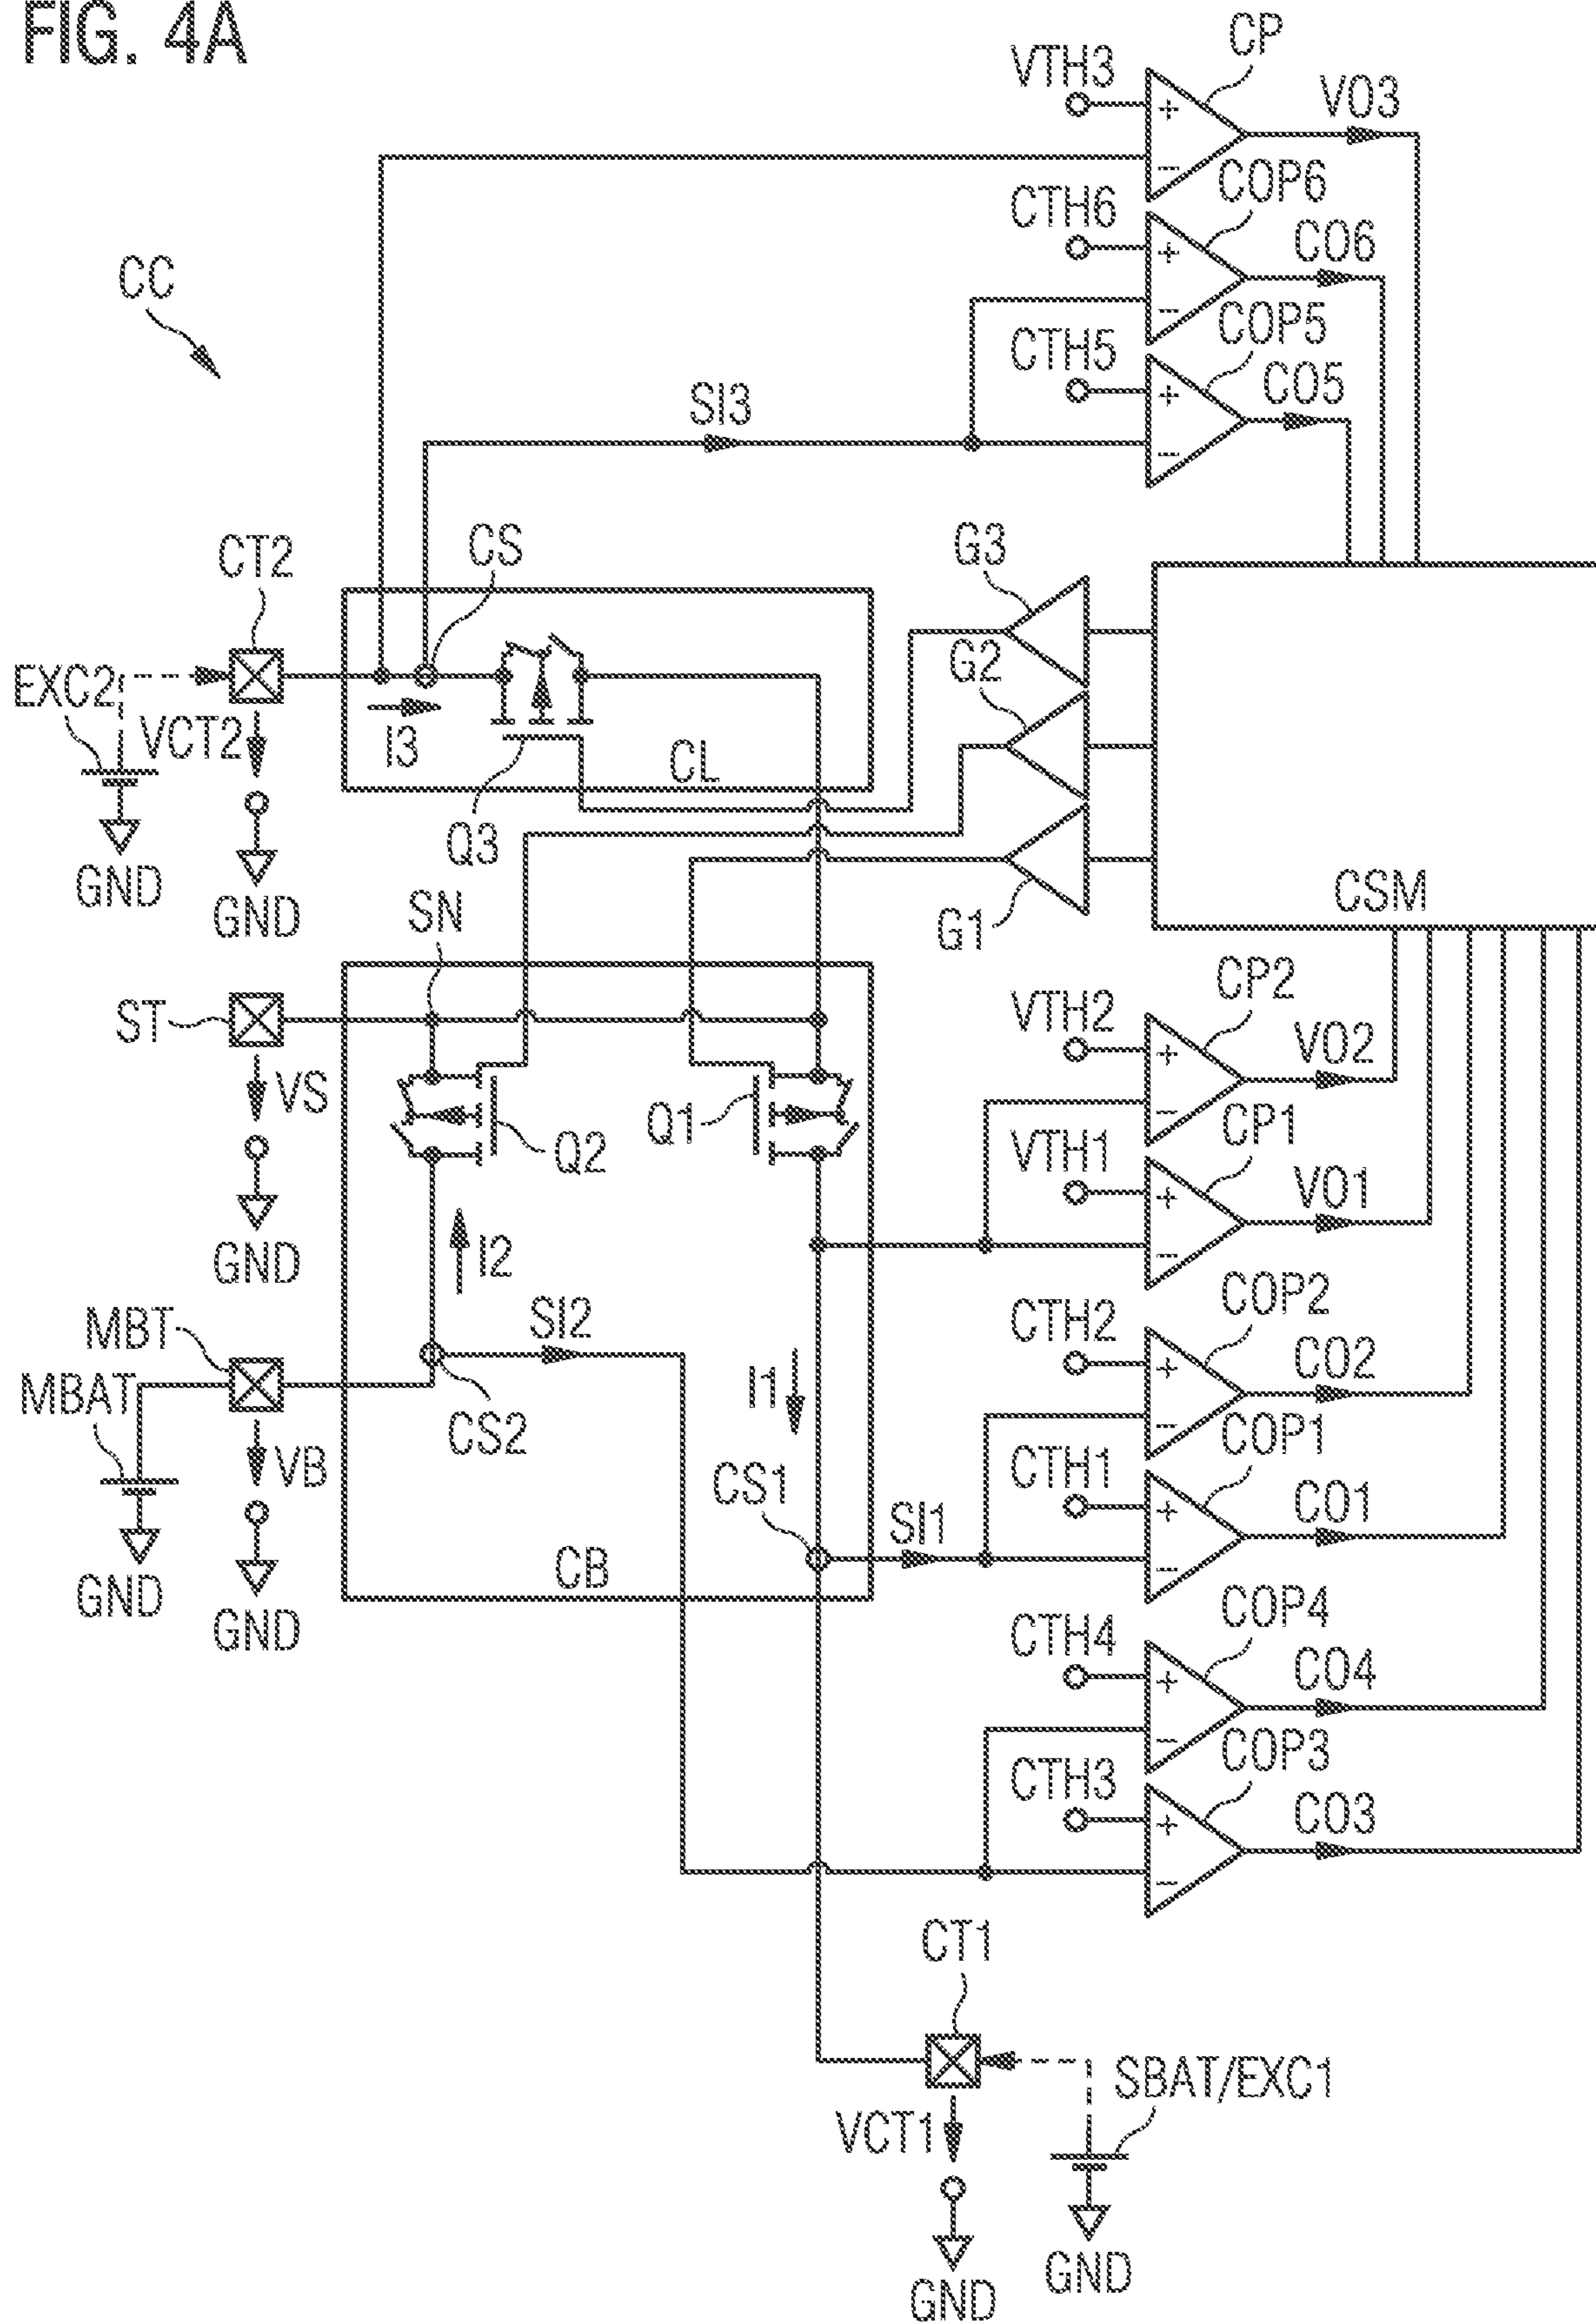 FIG. 4A
CP
VTH3
VO3
COP6
CTH6
CO6
CC
COP5
CTH5
CO5
SI3
CS
G3
CT2
G2
EXC2
VCT2
I3
CL
Q3
GND
GND
SN
G1
CSM
CP2
ST
VTH2
VO2
VS
Q2
Q1
CP1
VTH1
VO1
GND
I2
COP2
SI2
CTH2
CO2
MBT
MBAT
I1
CS2
COP1
VB
CS1
CTH1
CO1
SI1
CB
GND
GND
COP4
CTH4
CO4
COP3
CTH3
CO3
CT1
SBAT/EXC1
VCT1
GND
GND
+
−
+
−
+
−
+
−
+
−
+
−
+
−
+
−
+
−